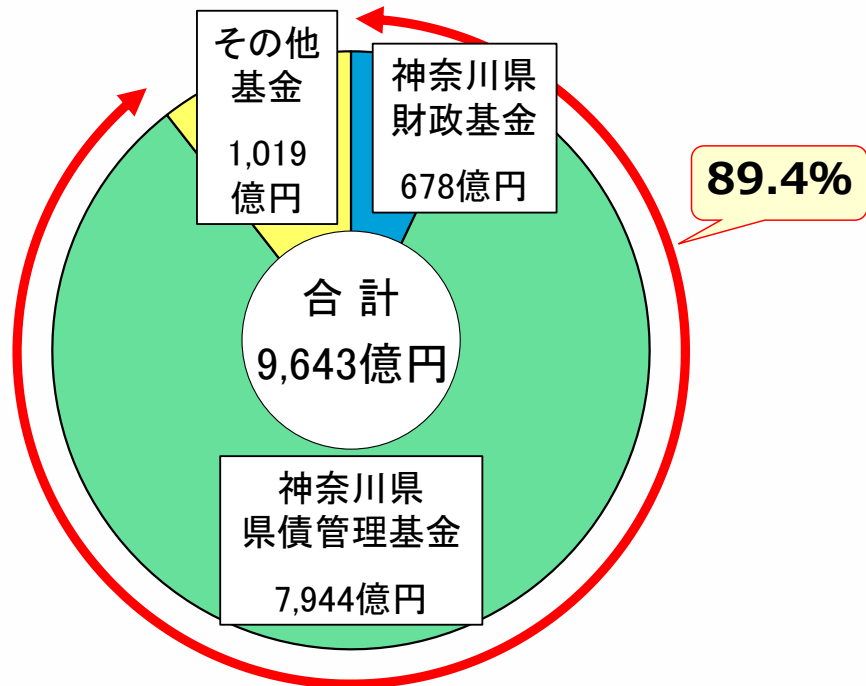 その他
基金
1,019
億円
神奈川県
財政基金
678億円
89.4%
合 計
9,643億円
神奈川県
県債管理基金
7,944億円